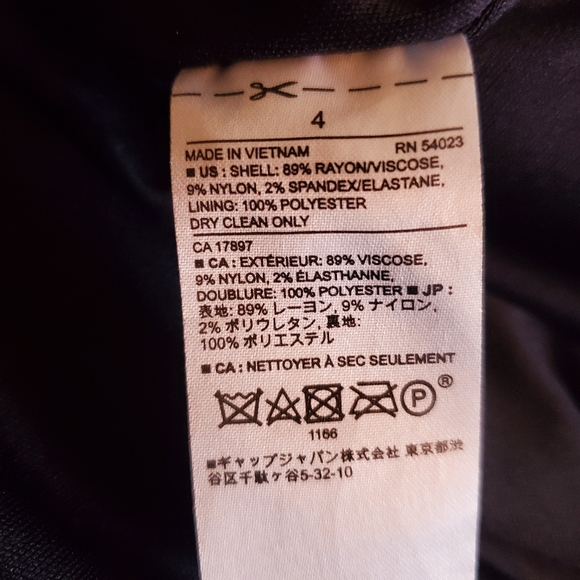 4
MADE IN VIETNAM RN 54023
■ US : SHELL: 89% RAYON/VISCOSE,
9% NYLON, 2% SPANDEX/ELASTANE,
LINING: 100% POLYESTER
DRY CLEAN ONLY
CA 17897
■ CA : EXTÉRIEUR: 89% VISCOSE,
9% NYLON, 2% ÉLASTHANNE,
DOUBLURE: 100% POLYESTER ■ JP :
表地: 89% レーヨン, 9% ナイロン,
2% ポリウレタン, 裏地:
100% ポリエステル
■ CA : NETTOYER À SEC SEULEMENT
P ®
1166
■ギャップジャパン株式会社 東京都渋
谷区千駄ヶ谷5-32-10